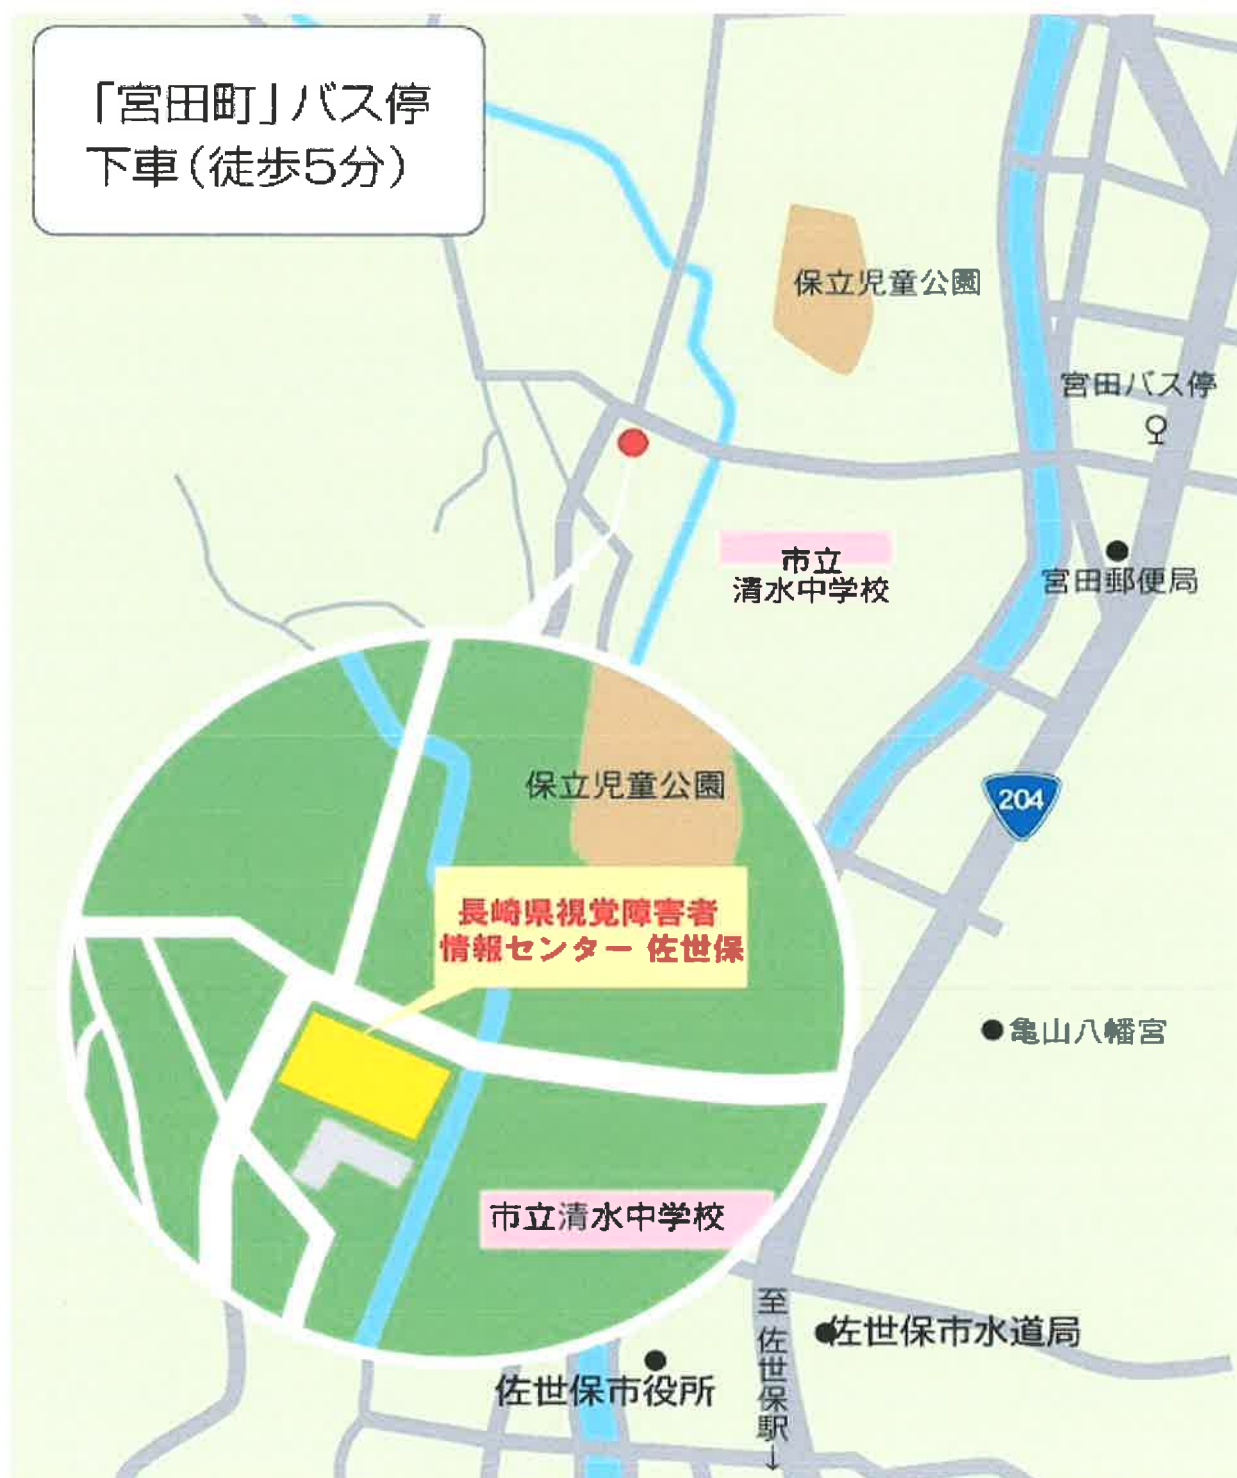 「宮田町」バス停
下車(徒歩5分)
保立児童公園
宮田バス停
市立
清水中学校
宮田郵便局
保立児童公園
204
長崎県視覚障害者
情報センター 佐世保
亀山八幡宮
市立清水中学校
至 佐世保駅↓
佐世保市水道局
佐世保市役所